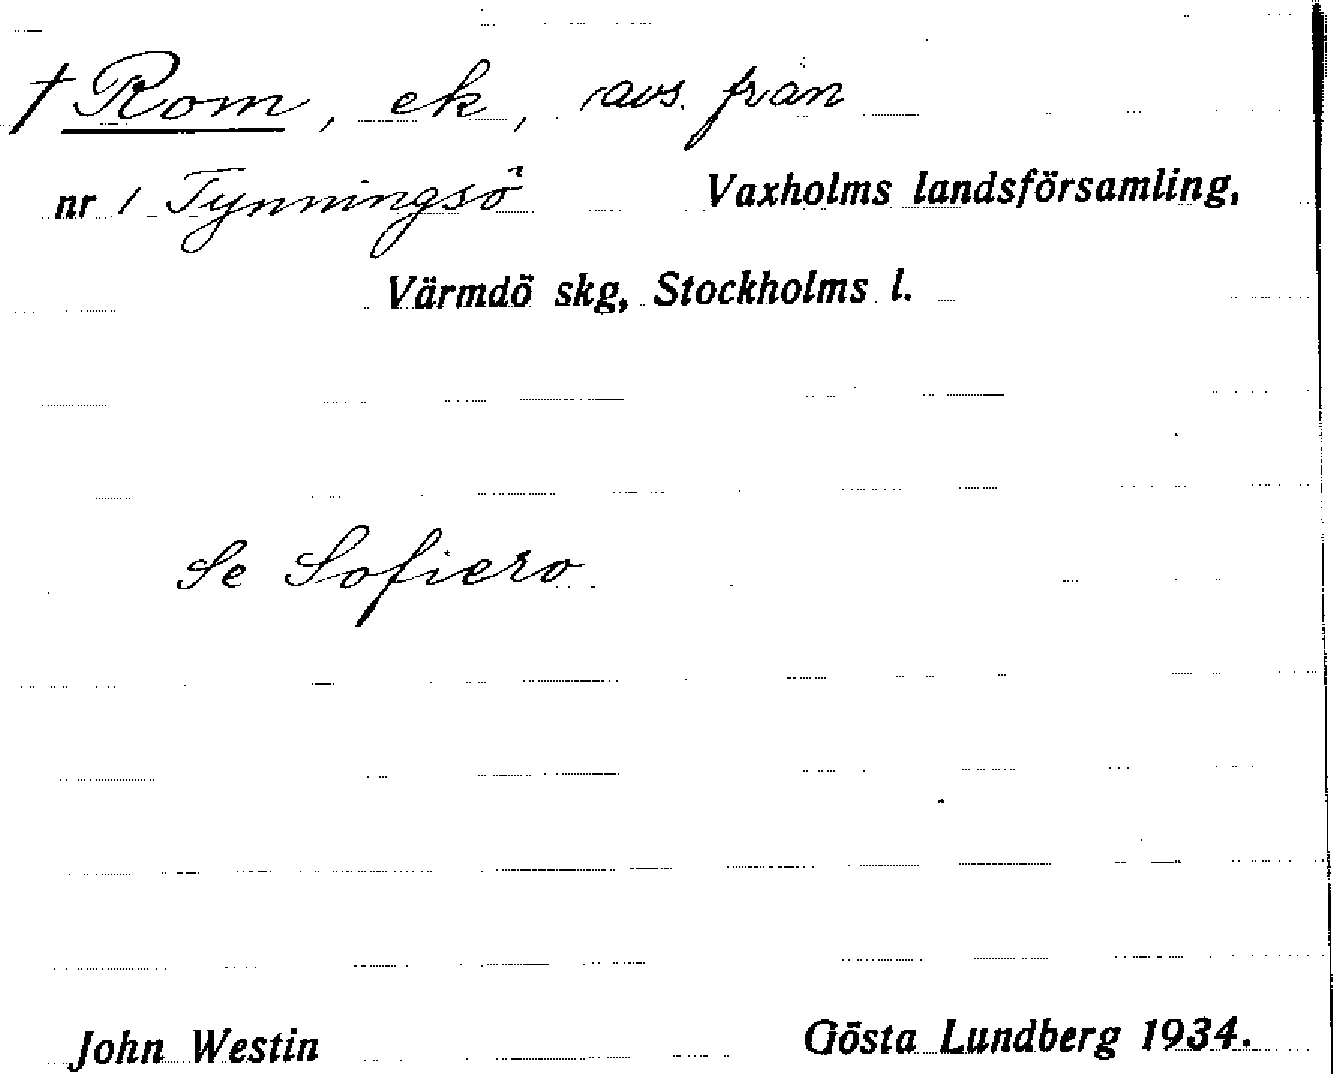 † Rom, ek, avs. från
nr 1 Tynningsö Vaxholms landsförsamling,
Värmdö skg, Stockholms l.
Se Sofiero
John Westin Gösta Lundberg 1934.